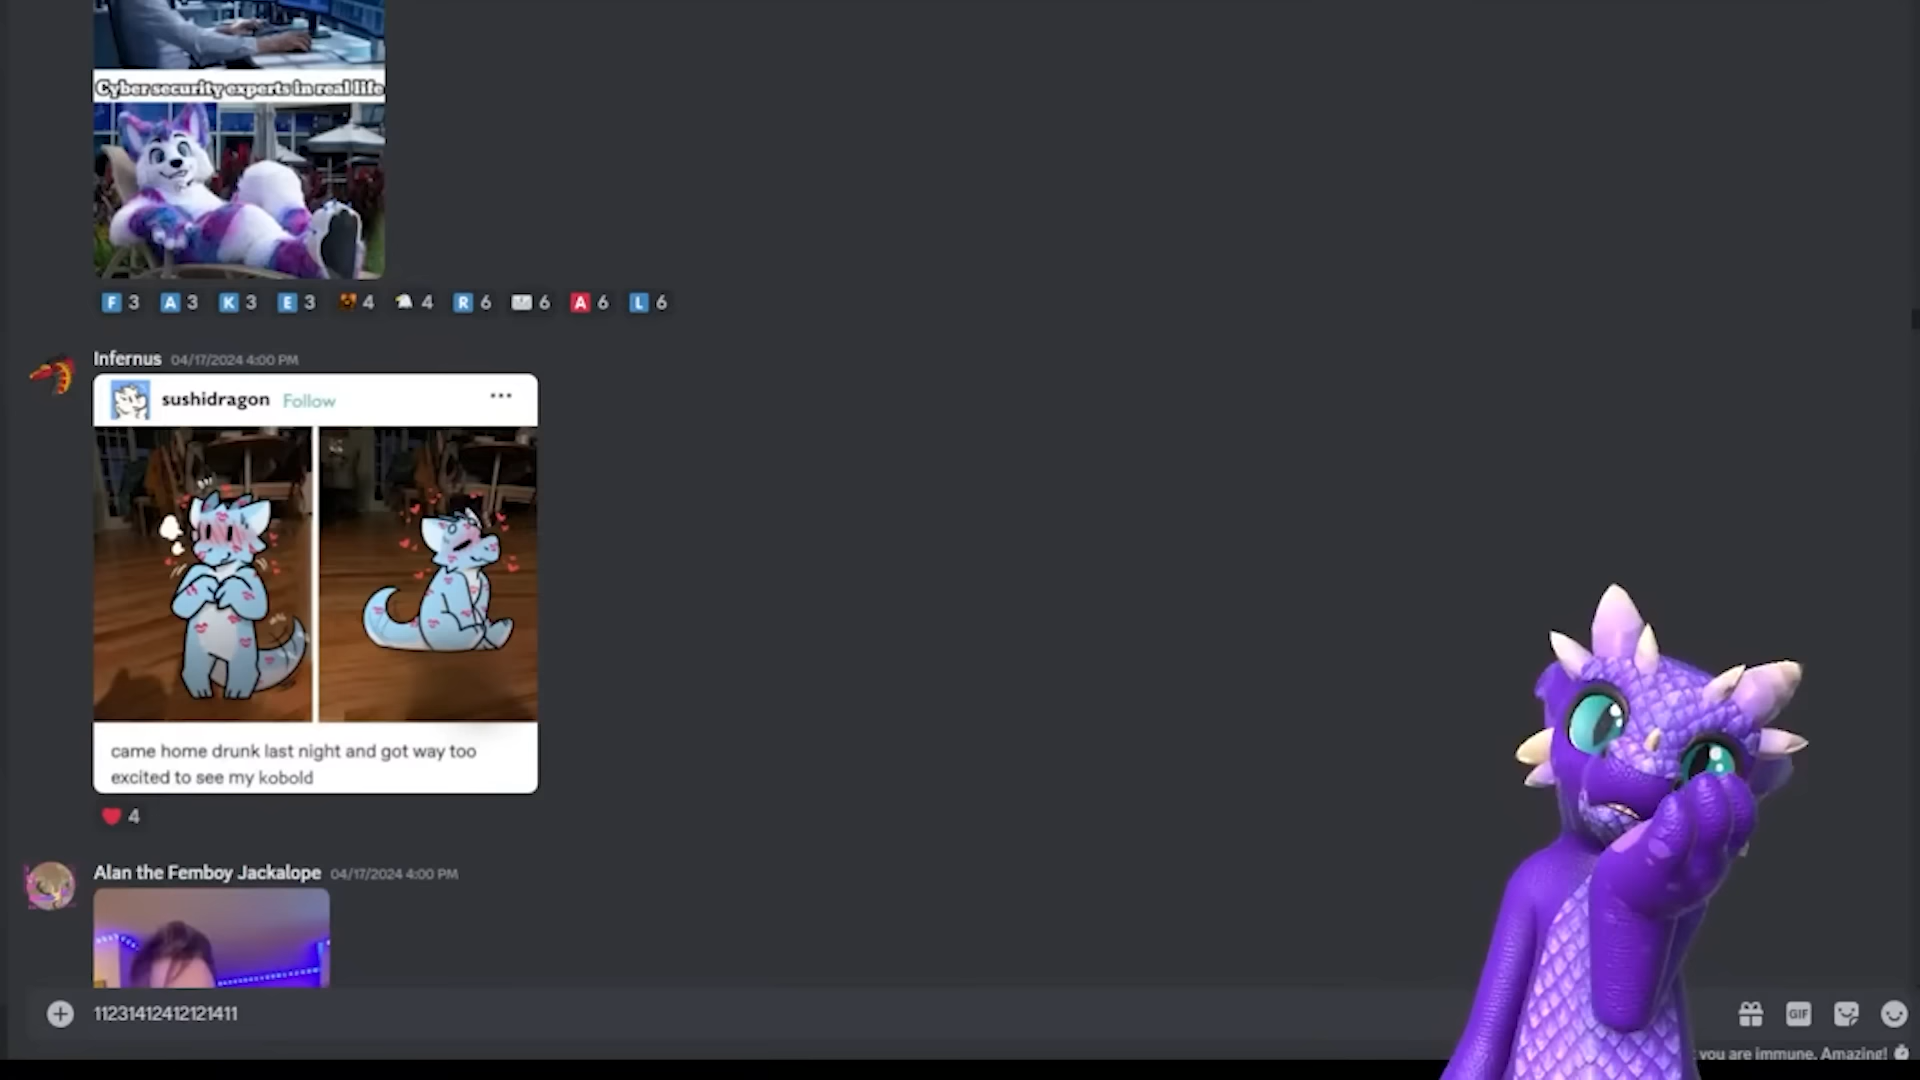 Cyber security experts in real life
F 3 A 3 K 3 E 3 4 4 R 6 6 A 6 L 6
Infernus 04/17/2024 4:00 PM
sushidragon Follow
came home drunk last night and got way too
excited to see my kobold
4
Alan the Femboy Jackalope 04/17/2024 4:00 PM
11231412412121411
GIF
you are immune. Amazing!